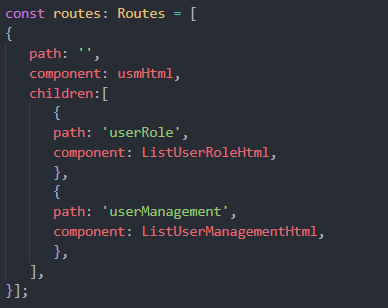 const routes: Routes = [
{
path: '',
component: usmHtml,
children:[
{
path: 'userRole',
component: ListUserRoleHtml,
},
{
path: 'userManagement',
component: ListUserManagementHtml,
},
],
}];